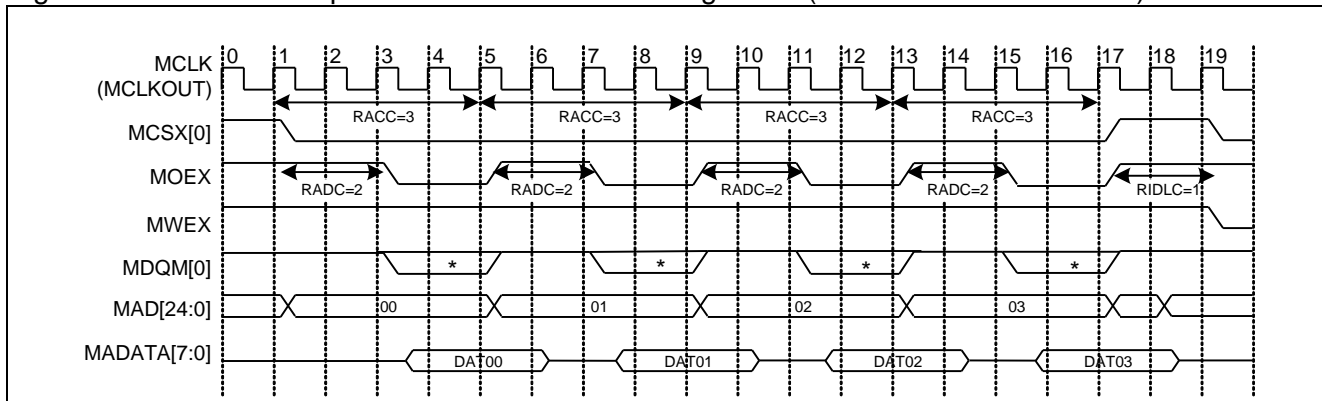 0 1 2 3 4 5 6 7 8 9 10 11 12 13 14 15 16 17 18 19
MCLK
(MCLKOUT)
RACC=3 RACC=3 RACC=3 RACC=3
MCSX[0]
MOEX
RADC=2 RADC=2 RADC=2 RADC=2 RIDLC=1
MWEX
MDQM[0] * * * *
MAD[24:0] 00 01 02 03
MADATA[7:0] DAT00 DAT01 DAT02 DAT03